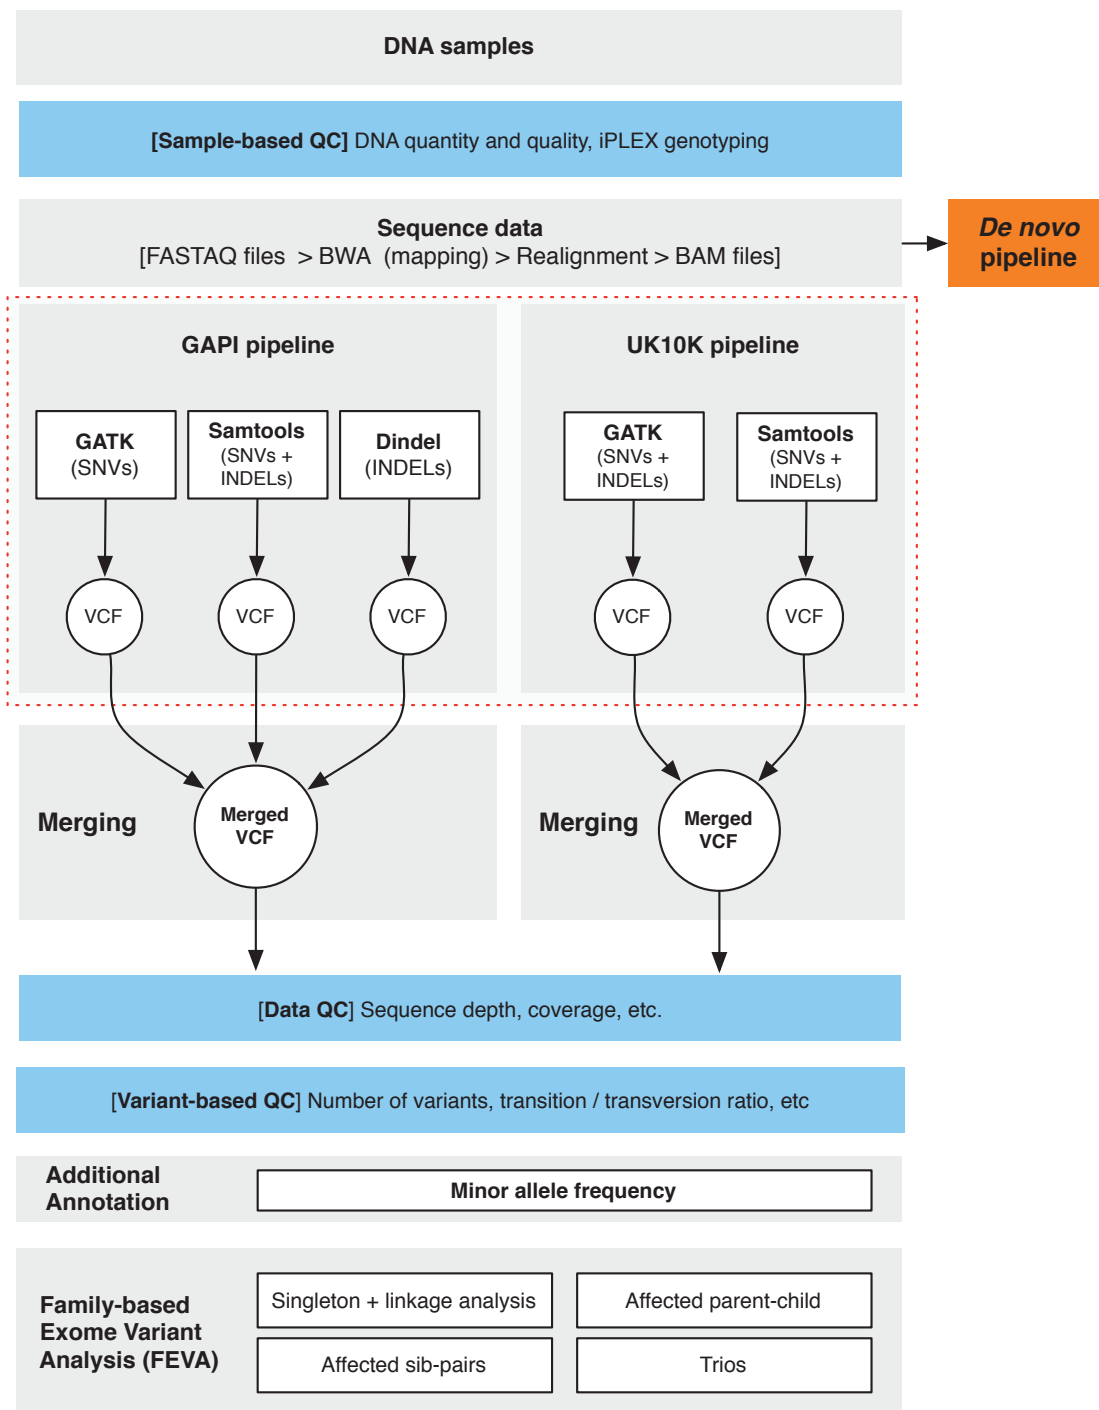 DNA samples
[Sample-based QC] DNA quantity and quality, iPLEX genotyping
Sequence data
[FASTAQ files > BWA (mapping) > Realignment > BAM files]
De novo
pipeline
GAPI pipeline
GATK
(SNVs)
Samtools
(SNVs +
INDELs)
Dindel
(INDELs)
VCF
VCF
VCF
UK10K pipeline
GATK
(SNVs +
INDELs)
Samtools
(SNVs +
INDELs)
VCF
VCF
Merging
Merged
VCF
Merging
Merged
VCF
[Data QC] Sequence depth, coverage, etc.
[Variant-based QC] Number of variants, transition / transversion ratio, etc
Additional
Annotation
Minor allele frequency
Family-based
Exome Variant
Analysis (FEVA)
Singleton + linkage analysis
Affected parent-child
Affected sib-pairs
Trios